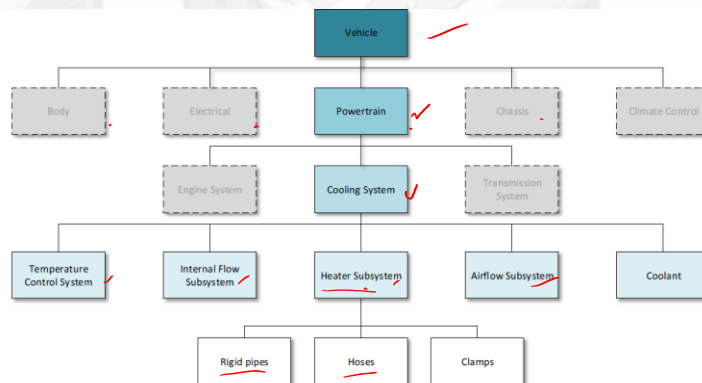 Vehicle
Body
Electrical
Powertrain
Chassis
Climate Control
Engine System
Cooling System
Transmission
System
Temperature
Control System
Internal Flow
Subsystem
Heater Subsystem
Airflow Subsystem
Coolant
Rigid pipes
Hoses
Clamps